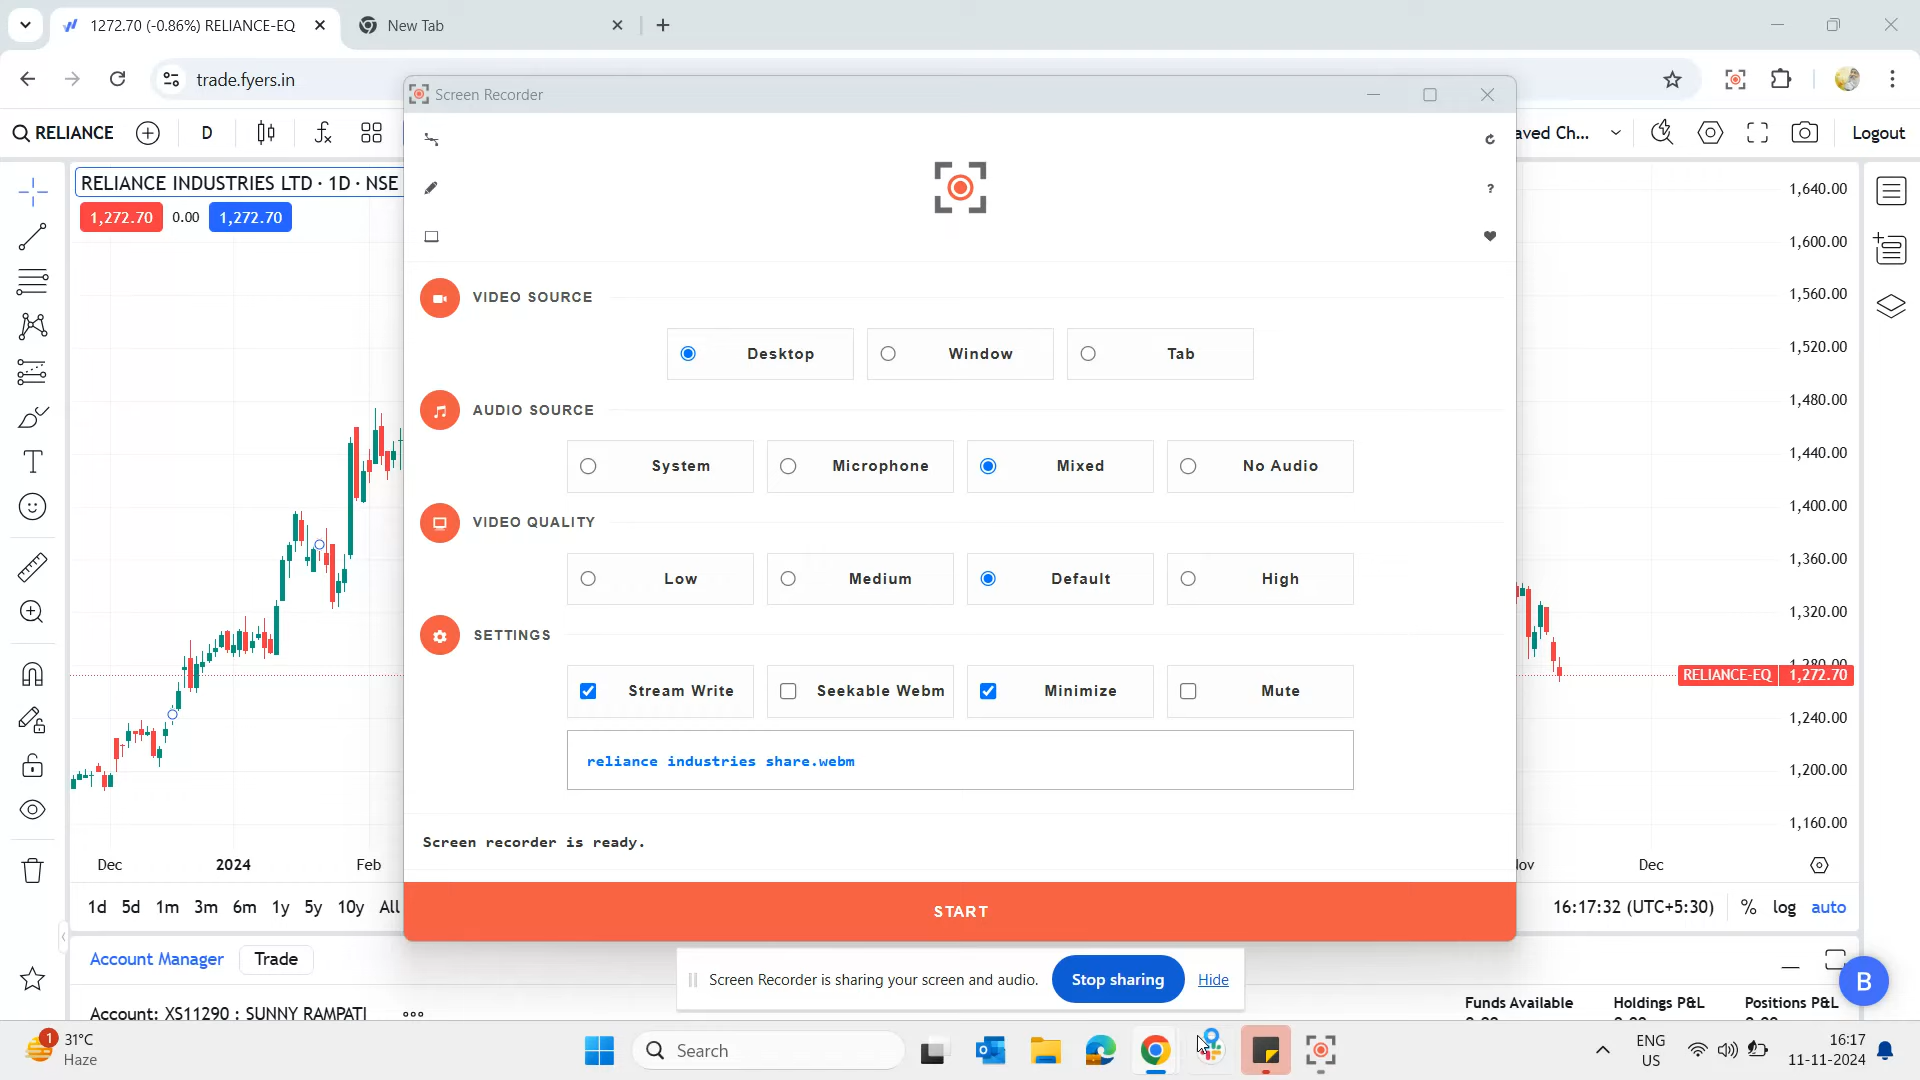 1272.70 (-0.86%) RELIANCE-EQ
New Tab
trade.fyers.in
Screen Recorder
RELIANCE
D
aved Ch...
Logout
RELIANCE INDUSTRIES LTD · 1D · NSE
1,272.70 0.00 1,272.70
?
VIDEO SOURCE
Desktop Window Tab
AUDIO SOURCE
System Microphone Mixed No Audio
VIDEO QUALITY
Low Medium Default High
SETTINGS
Stream Write Seekable Webm Minimize Mute
reliance industries share.webm
Screen recorder is ready.
START
1,640.00
1,600.00
1,560.00
1,520.00
1,480.00
1,440.00
1,400.00
1,360.00
1,320.00
1,280.00
RELIANCE-EQ 1,272.70
1,240.00
1,200.00
1,160.00
Dec 2024 Feb
Nov Dec
1d 5d 1m 3m 6m 1y 5y 10y All
16:17:32 (UTC+5:30) % log auto
Account Manager Trade
Screen Recorder is sharing your screen and audio. Stop sharing Hide
B
Account: XS11290 : SUNNY RAMPATI
Funds Available Holdings P&L Positions P&L
1
31°C
Haze
Search
ENG
US
16:17
11-11-2024